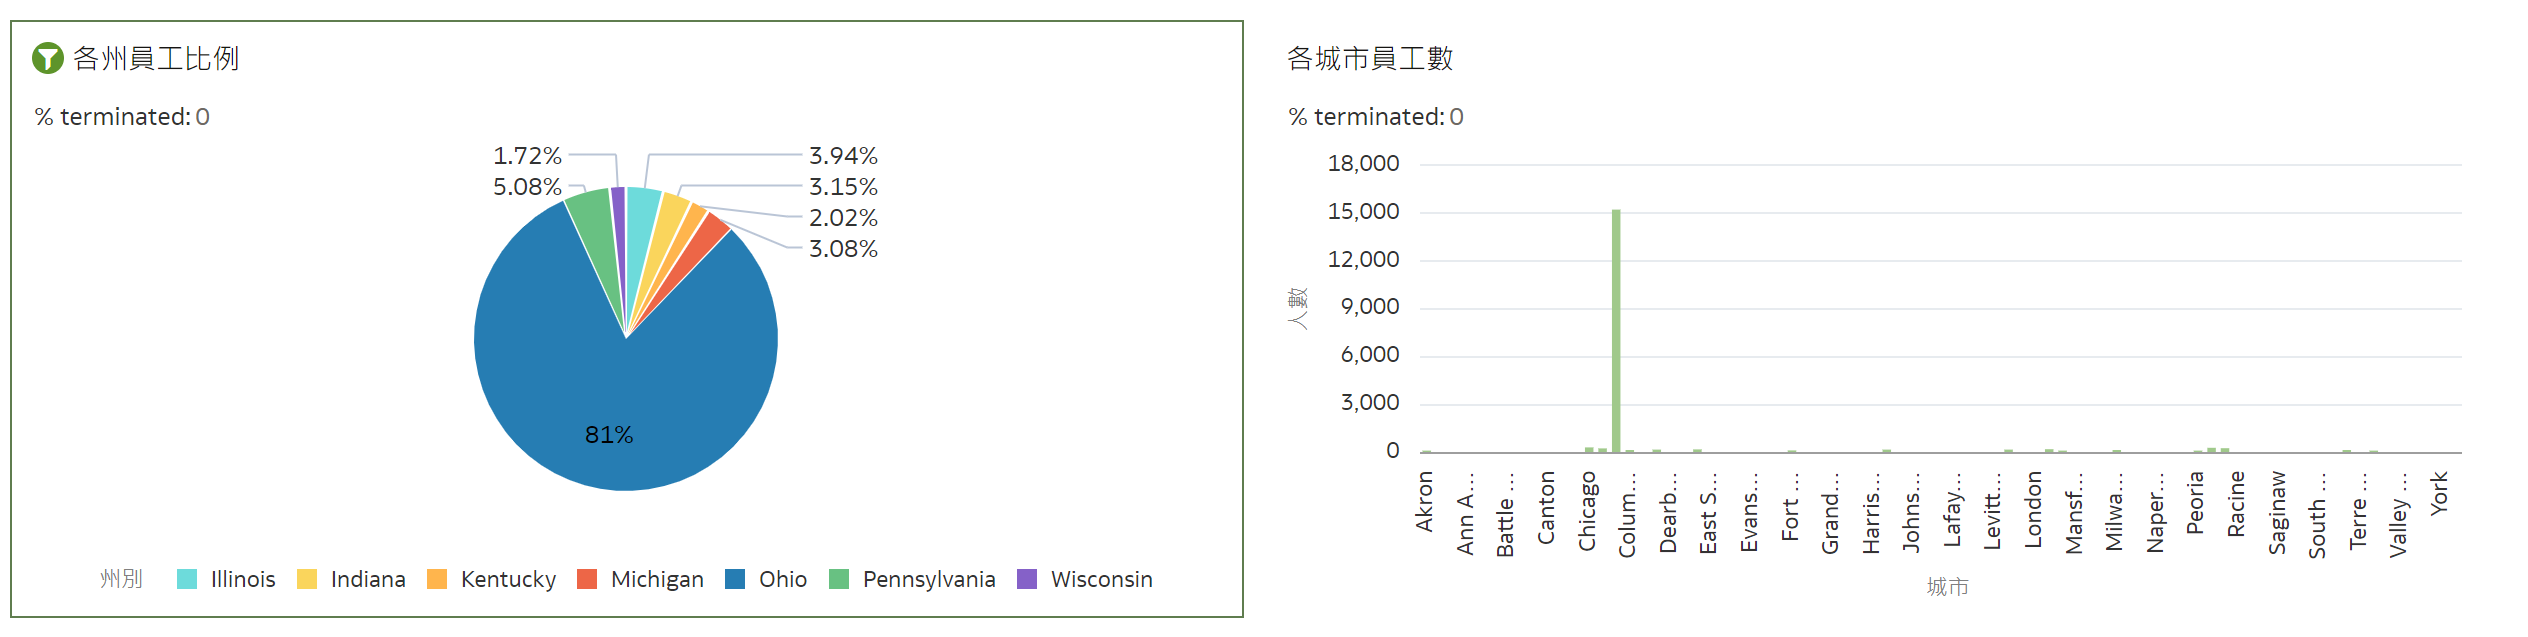 各州員工比例
% terminated: 0
1.72%
5.08%
3.94%
3.15%
2.02%
3.08%
81%
州別 Illinois Indiana Kentucky Michigan Ohio Pennsylvania Wisconsin
各城市員工數
% terminated: 0
18,000
15,000
12,000
9,000
6,000
3,000
0
人數
Akron
Ann A...
Battle ...
Canton
Chicago
Colum...
Dearb...
East S...
Evans...
Fort ...
Grand...
Harris...
Johns...
Lafay...
Levitt...
London
Mansf...
Milwa...
Naper...
Peoria
Racine
Saginaw
South ...
Terre ...
Valley ...
York
城市